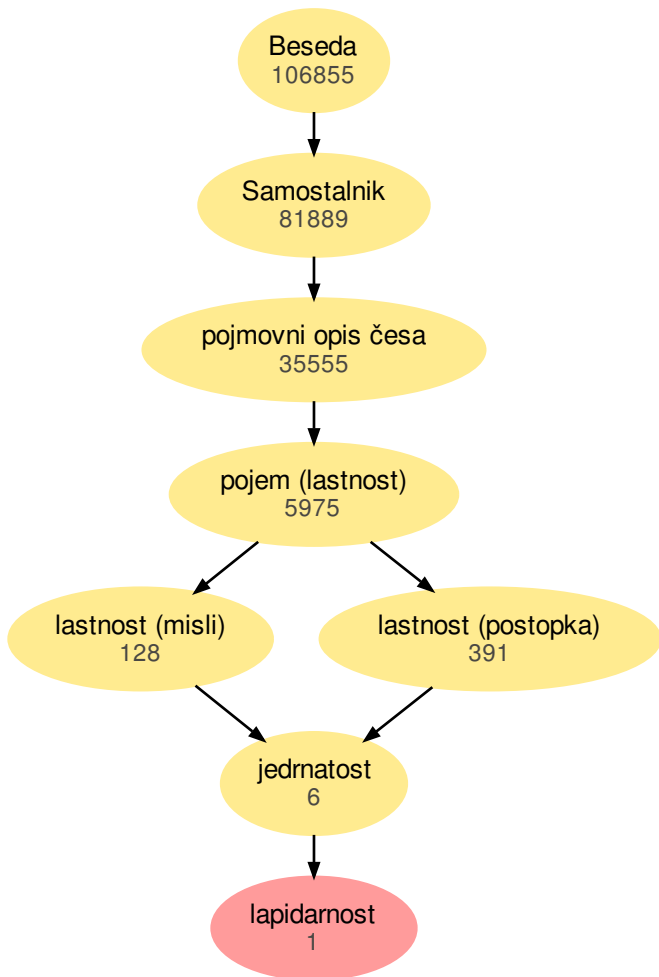 Beseda
106855
Samostalnik
81889
pojmovni opis česa
35555
pojem (lastnost)
5975
lastnost (misli)
128
lastnost (postopka)
391
jedrnatost
6
lapidarnost
1